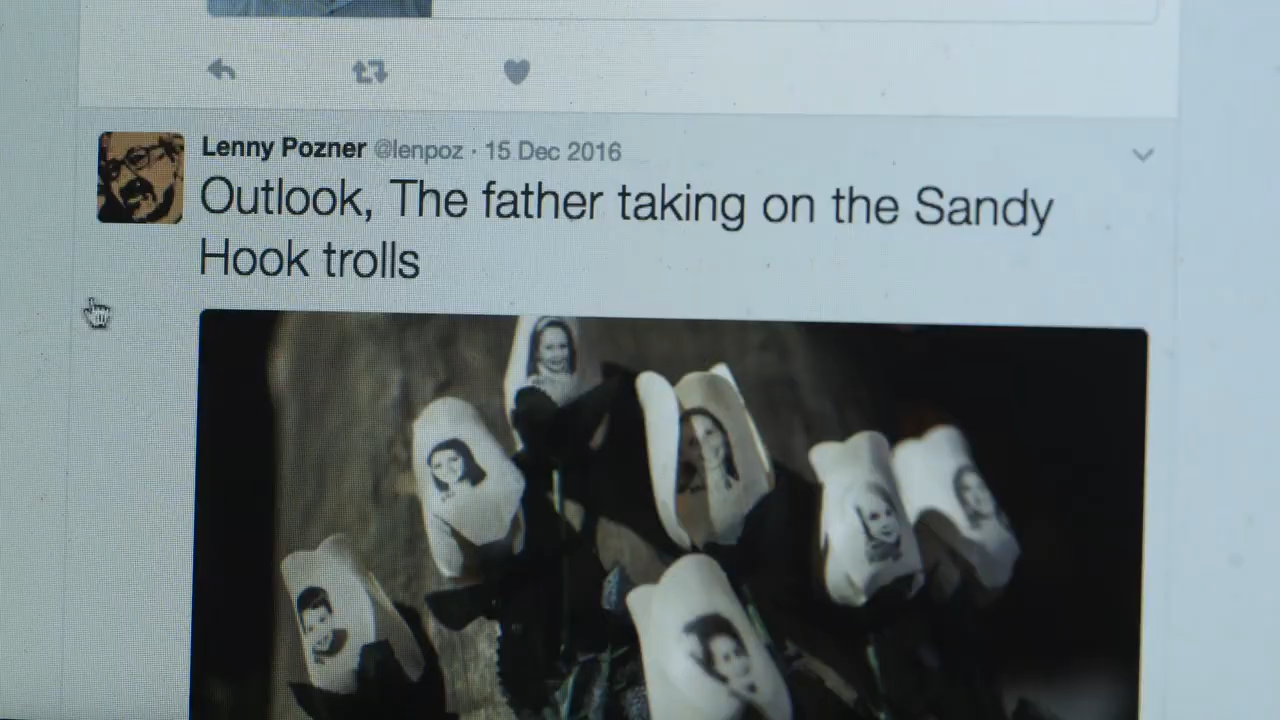 Lenny Pozner @lenpoz · 15 Dec 2016
Outlook, The father taking on the Sandy
Hook trolls